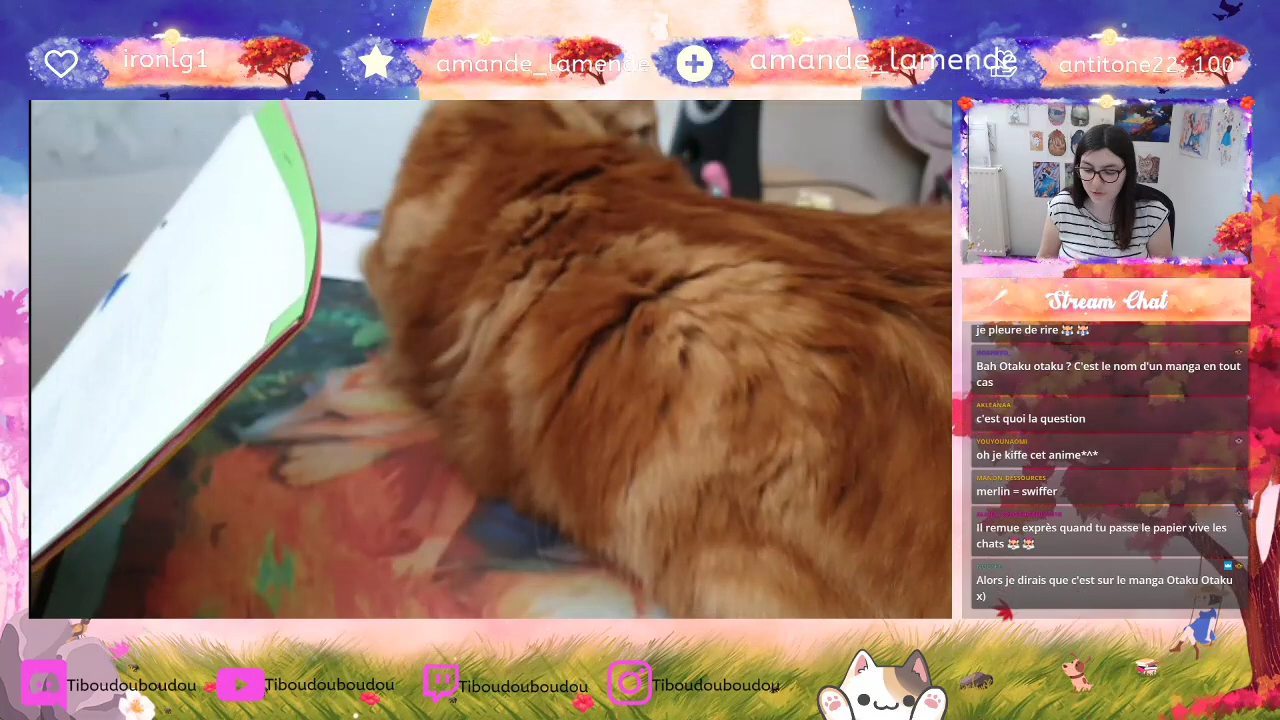 ironlg1
amande_lamende
amande_lamende
antitone22: 100
Stream Chat
je pleure de rire
Bah Otaku otaku ? C'est le nom d'un manga en tout
cas
AKLEANAA
c'est quoi la question
YOUYOUNAOMI
oh je kiffe cet anime*^*
MANON DESSOURCES
merlin = swiffer
Il remue exprès quand tu passe le papier vive les
chats
Alors je dirais que c'est sur le manga Otaku Otaku
x)
Tiboudouboudou
Tiboudouboudou
Tiboudouboudou
Tiboudouboudou